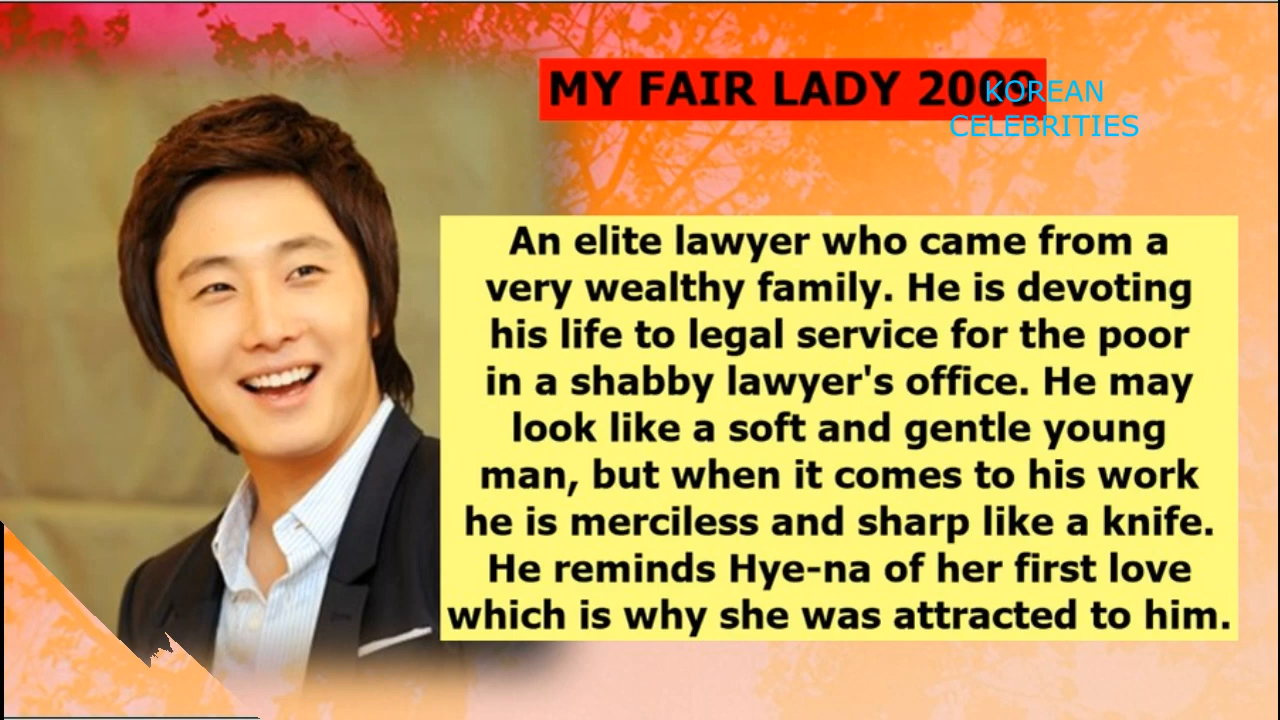 MY FAIR LADY 2009
KOREAN
CELEBRITIES
An elite lawyer who came from a
very wealthy family. He is devoting
his life to legal service for the poor
in a shabby lawyer's office. He may
look like a soft and gentle young
man, but when it comes to his work
he is merciless and sharp like a knife.
He reminds Hye-na of her first love
which is why she was attracted to him.